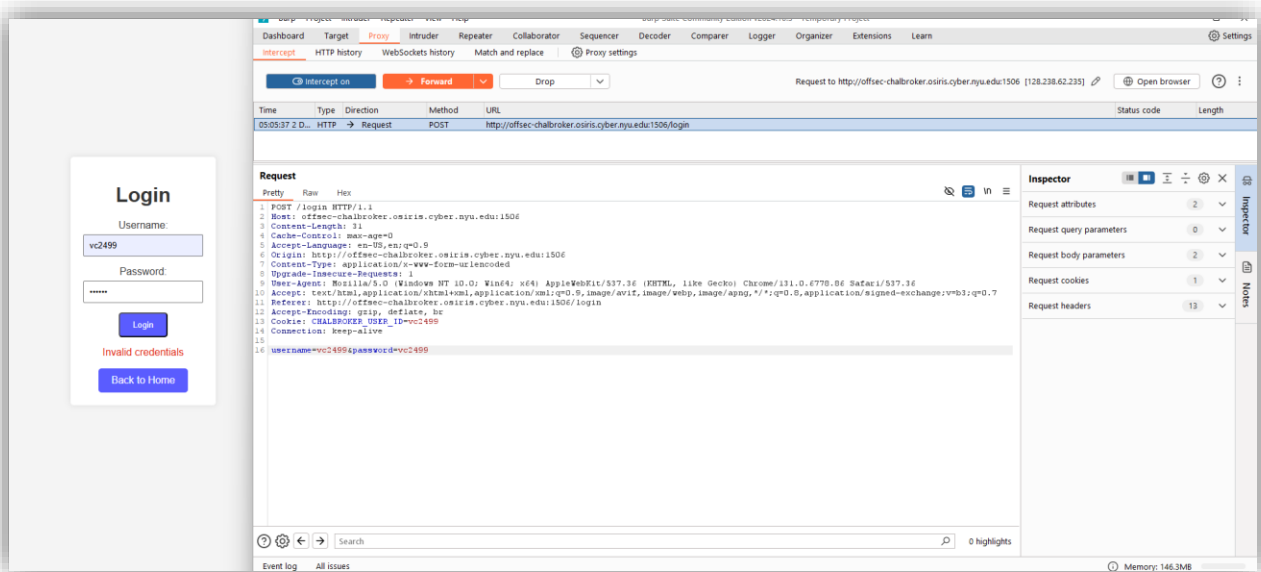 Login
Username:
vc2499
Password:
••••••
Login
Invalid credentials
Back to Home
Burp Project Intruder Repeater View Help
Dashboard Target Proxy Intruder Repeater Collaborator Sequencer Decoder Comparer Logger Organizer Extensions Learn Settings
Intercept HTTP history WebSockets history Match and replace Proxy settings
Intercept on Forward Drop Request to http://offsec-chalbroker.osiris.cyber.nyu.edu:1506 [128.238.62.235] Open browser
Time Type Direction Method URL Status code Length
05:05:37 2 D... HTTP → Request POST http://offsec-chalbroker.osiris.cyber.nyu.edu:1506/login
Request
Pretty Raw Hex
1 POST /login HTTP/1.1
2 Host: offsec-chalbroker.osiris.cyber.nyu.edu:1506
3 Content-Length: 31
4 Cache-Control: max-age=0
5 Accept-Language: en-US,en;q=0.9
6 Origin: http://offsec-chalbroker.osiris.cyber.nyu.edu:1506
7 Content-Type: application/x-www-form-urlencoded
8 Upgrade-Insecure-Requests: 1
9 User-Agent: Mozilla/5.0 (Windows NT 10.0; Win64; x64) AppleWebKit/537.36 (KHTML, like Gecko) Chrome/131.0.6778.86 Safari/537.36
10 Accept: text/html,application/xhtml+xml,application/xml;q=0.9,image/avif,image/webp,image/apng,*/*;q=0.8,application/signed-exchange;v=b3;q=0.7
11 Referer: http://offsec-chalbroker.osiris.cyber.nyu.edu:1506/login
12 Accept-Encoding: gzip, deflate, br
13 Cookie: CHALBROKER_USER_ID=vc2499
14 Connection: keep-alive
15
16 username=vc2499&password=vc2499
Inspector
Request attributes 2
Request query parameters 0
Request body parameters 2
Request cookies 1
Request headers 13
Inspector
Notes
Search
0 highlights
Event log All issues
Memory: 146.3MB